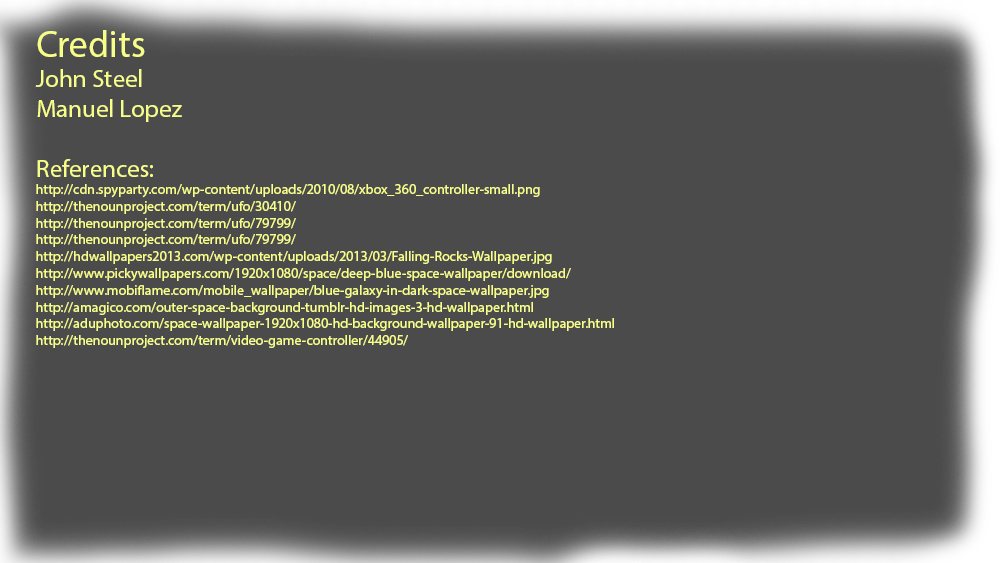 Credits
John Steel
Manuel Lopez
References:
http://cdn.spyparty.com/wp-content/uploads/2010/08/xbox_360_controller-small.png
http://thenounproject.com/term/ufo/30410/
http://thenounproject.com/term/ufo/79799/
http://thenounproject.com/term/ufo/79799/
http://hdwallpapers2013.com/wp-content/uploads/2013/03/Falling-Rocks-Wallpaper.jpg
http://www.pickywallpapers.com/1920x1080/space/deep-blue-space-wallpaper/download/
http://www.mobiflame.com/mobile_wallpaper/blue-galaxy-in-dark-space-wallpaper.jpg
http://amagico.com/outer-space-background-tumblr-hd-images-3-hd-wallpaper.html
http://aduphoto.com/space-wallpaper-1920x1080-hd-background-wallpaper-91-hd-wallpaper.html
http://thenounproject.com/term/video-game-controller/44905/